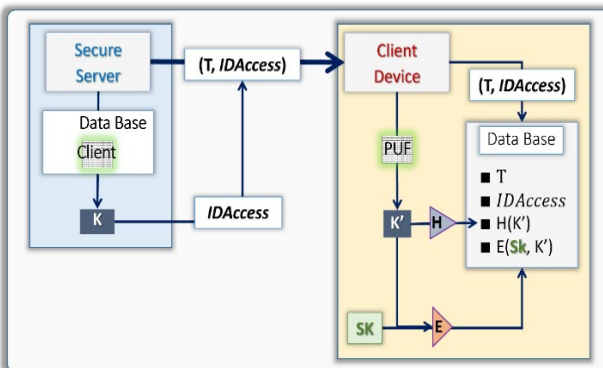 Secure
Server
Data Base
Client
K
(T, IDAccess)
IDAccess
Client
Device
(T, IDAccess)
PUF
K'
H
Data Base
■ T
■ IDAccess
■ H(K’)
■ E(Sk, K’)
SK
E